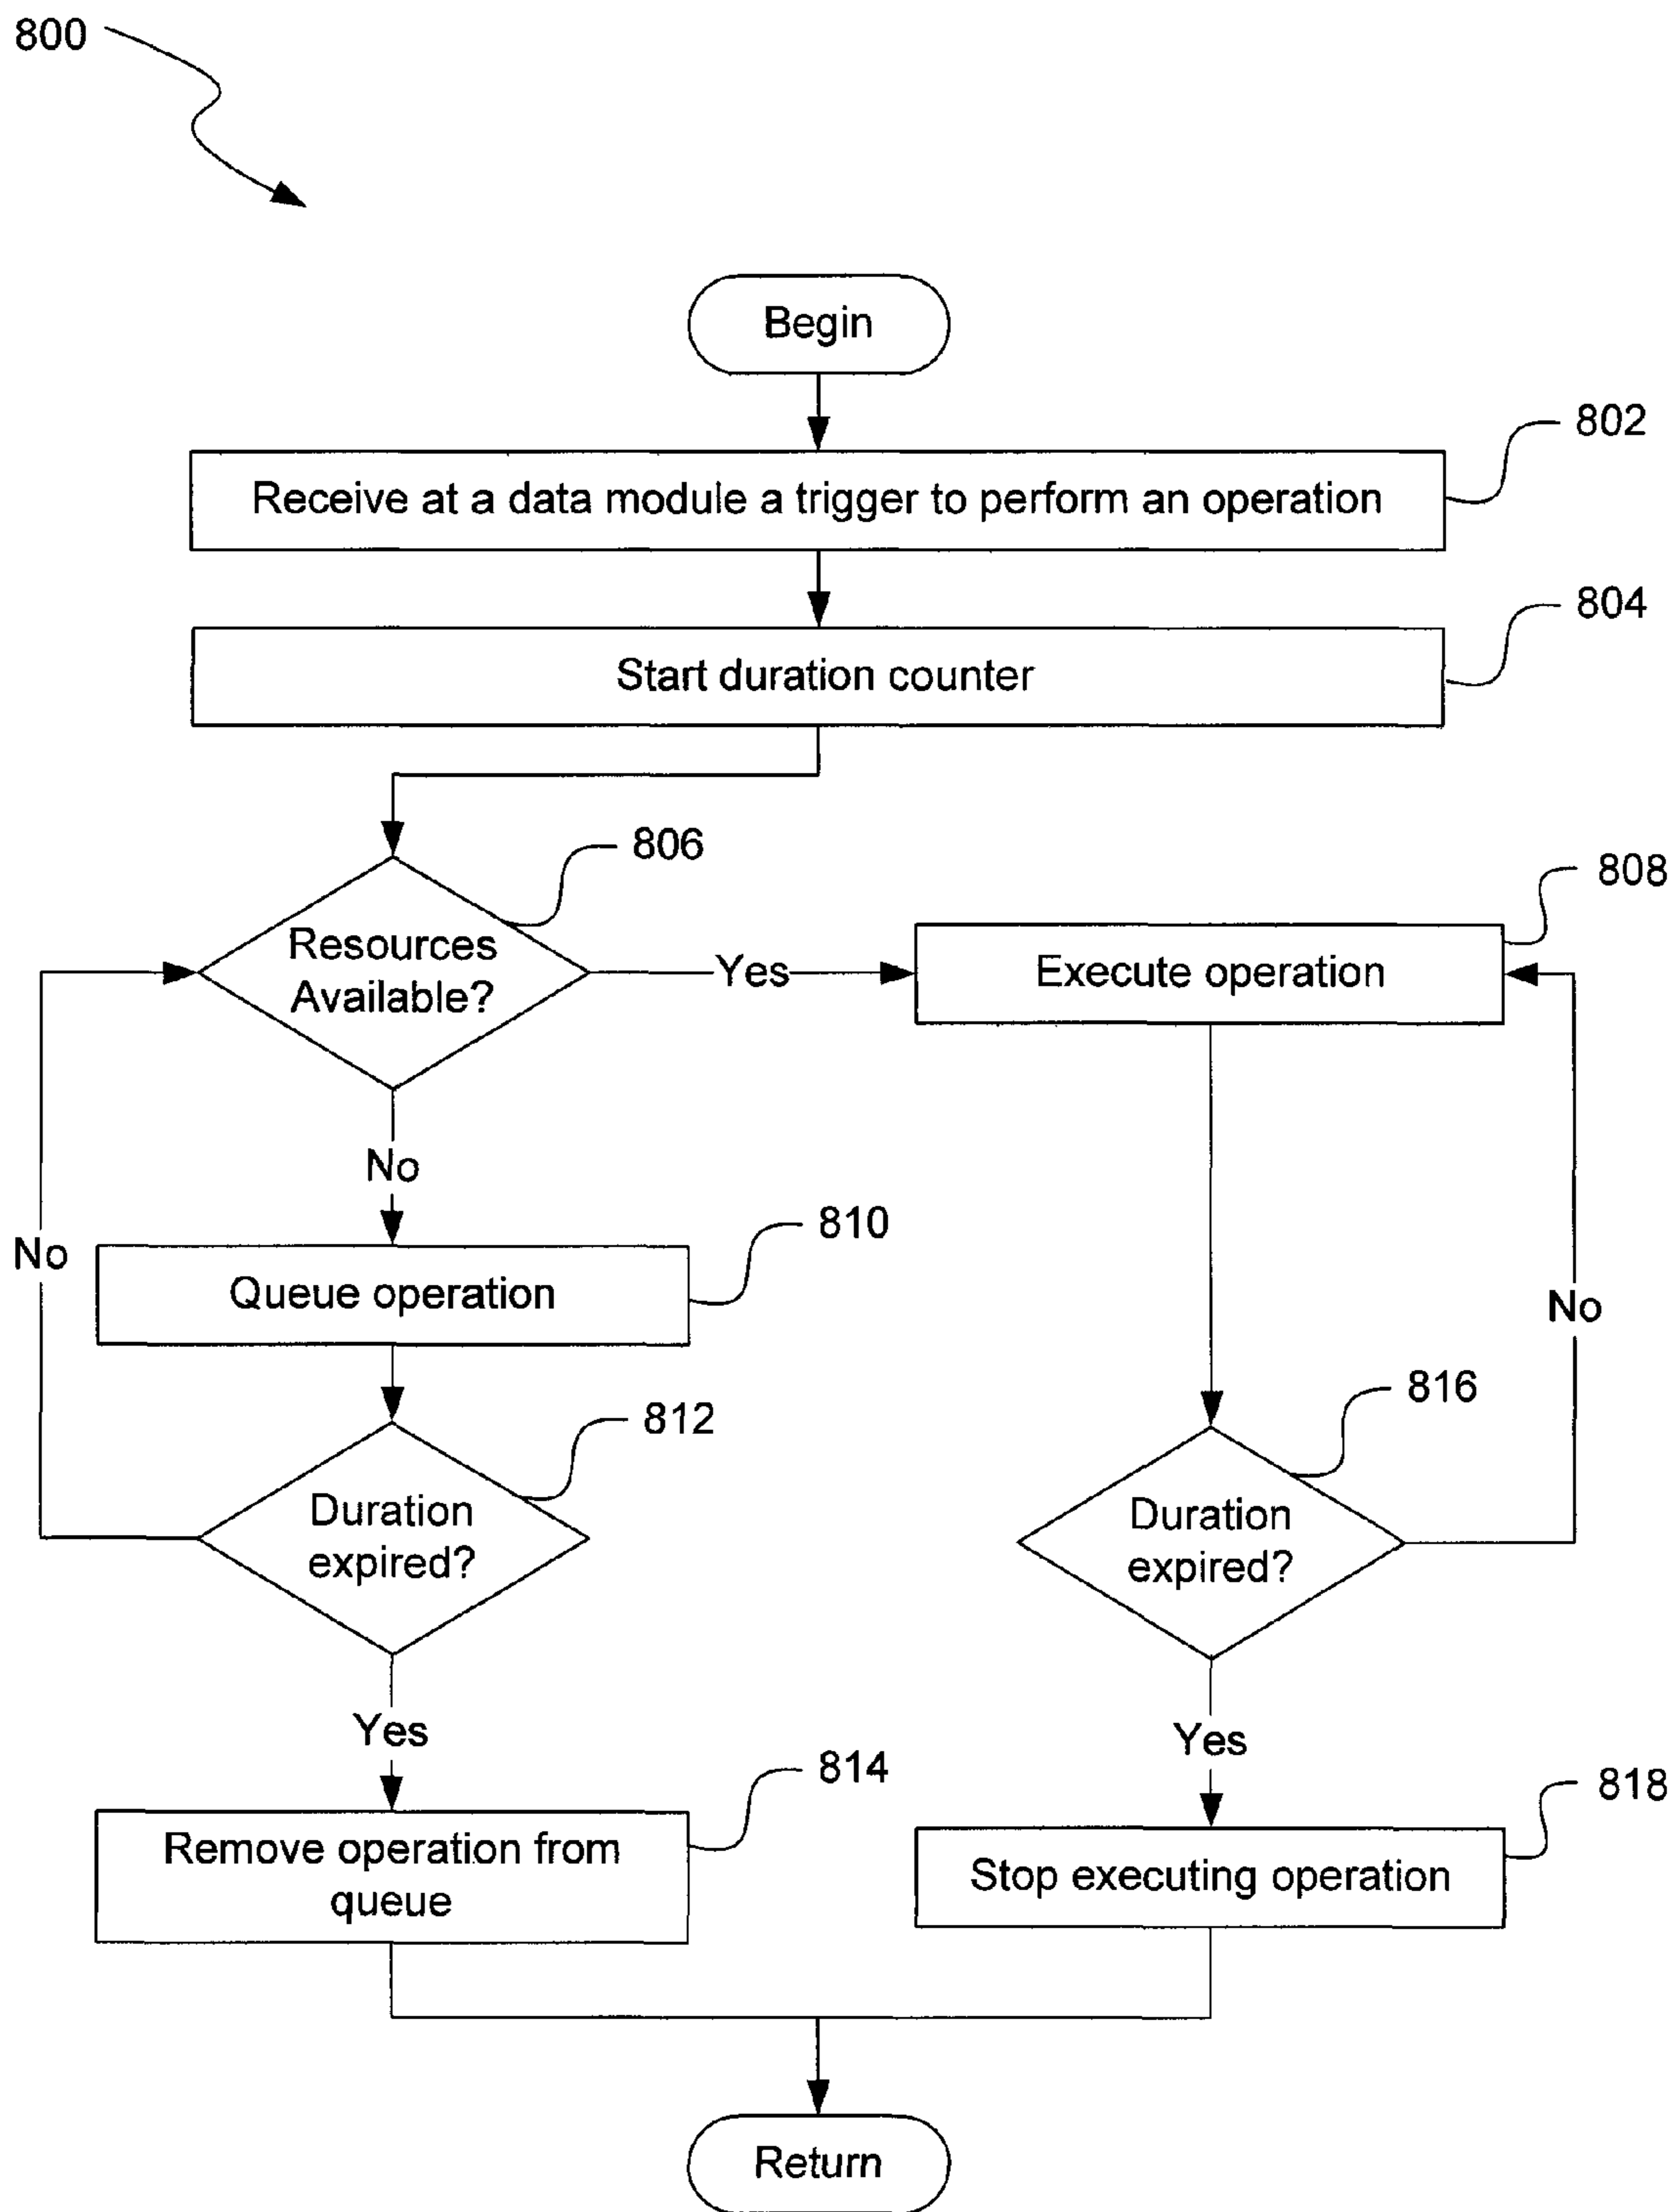 800
Begin
802
Receive at a data module a trigger to perform an operation
804
Start duration counter
806
808
Resources
Available?
Yes
Execute operation
No
810
No
Queue operation
No
816
812
Duration
expired?
Duration
expired?
Yes
Yes
814
818
Remove operation from
queue
Stop executing operation
Return